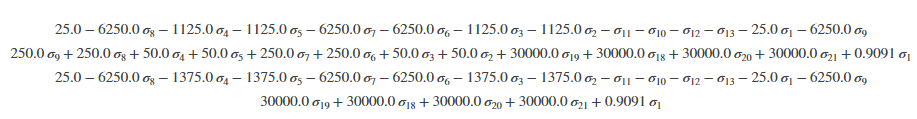 25.0 − 6250.0 σ₈ − 1125.0 σ₄ − 1125.0 σ₅ − 6250.0 σ₇ − 6250.0 σ₆ − 1125.0 σ₃ − 1125.0 σ₂ − σ₁₁ − σ₁₀ − σ₁₂ − σ₁₃ − 25.0 σ₁ − 6250.0 σ₉
250.0 σ₉ + 250.0 σ₈ + 50.0 σ₄ + 50.0 σ₅ + 250.0 σ₇ + 250.0 σ₆ + 50.0 σ₃ + 50.0 σ₂ + 30000.0 σ₁₉ + 30000.0 σ₁₈ + 30000.0 σ₂₀ + 30000.0 σ₂₁ + 0.9091 σ₁
25.0 − 6250.0 σ₈ − 1375.0 σ₄ − 1375.0 σ₅ − 6250.0 σ₇ − 6250.0 σ₆ − 1375.0 σ₃ − 1375.0 σ₂ − σ₁₁ − σ₁₀ − σ₁₂ − σ₁₃ − 25.0 σ₁ − 6250.0 σ₉
30000.0 σ₁₉ + 30000.0 σ₁₈ + 30000.0 σ₂₀ + 30000.0 σ₂₁ + 0.9091 σ₁